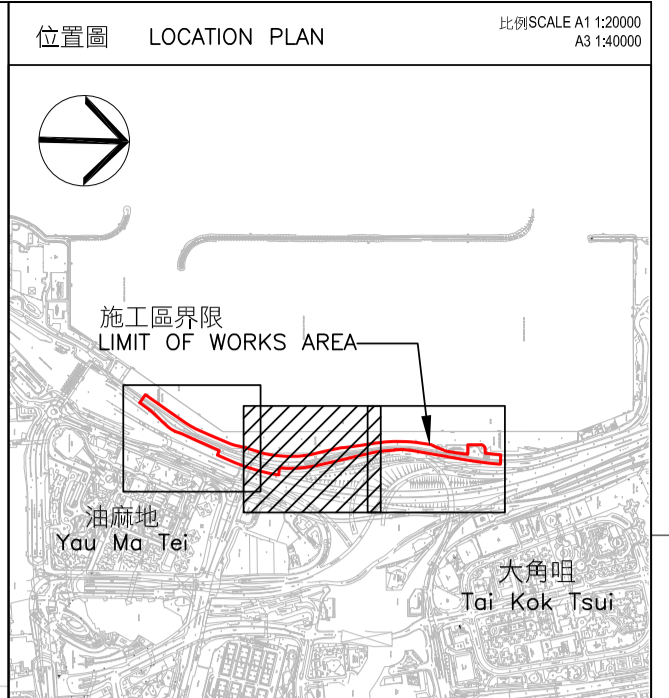 位置圖 LOCATION PLAN
比例SCALE A1 1:20000
A3 1:40000
施工區界限
LIMIT OF WORKS AREA
油麻地
Yau Ma Tei
大角咀
Tai Kok Tsui